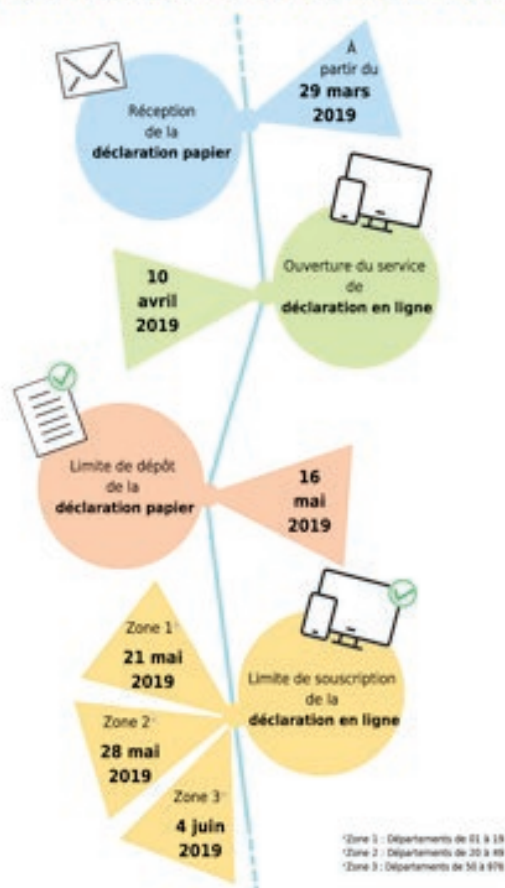 À
partir du
29 mars
2019
Réception
de la
déclaration papier
10
avril
2019
Ouverture du service
de
déclaration en ligne
Limite de dépôt
de la
déclaration papier
16
mai
2019
Zone 1*
21 mai
2019
Limite de souscription
de la
déclaration en ligne
Zone 2*
28 mai
2019
Zone 3*
4 juin
2019
*Zone 1 : Départements de 01 à 19
*Zone 2 : Départements de 20 à 49
*Zone 3 : Départements de 50 à 976